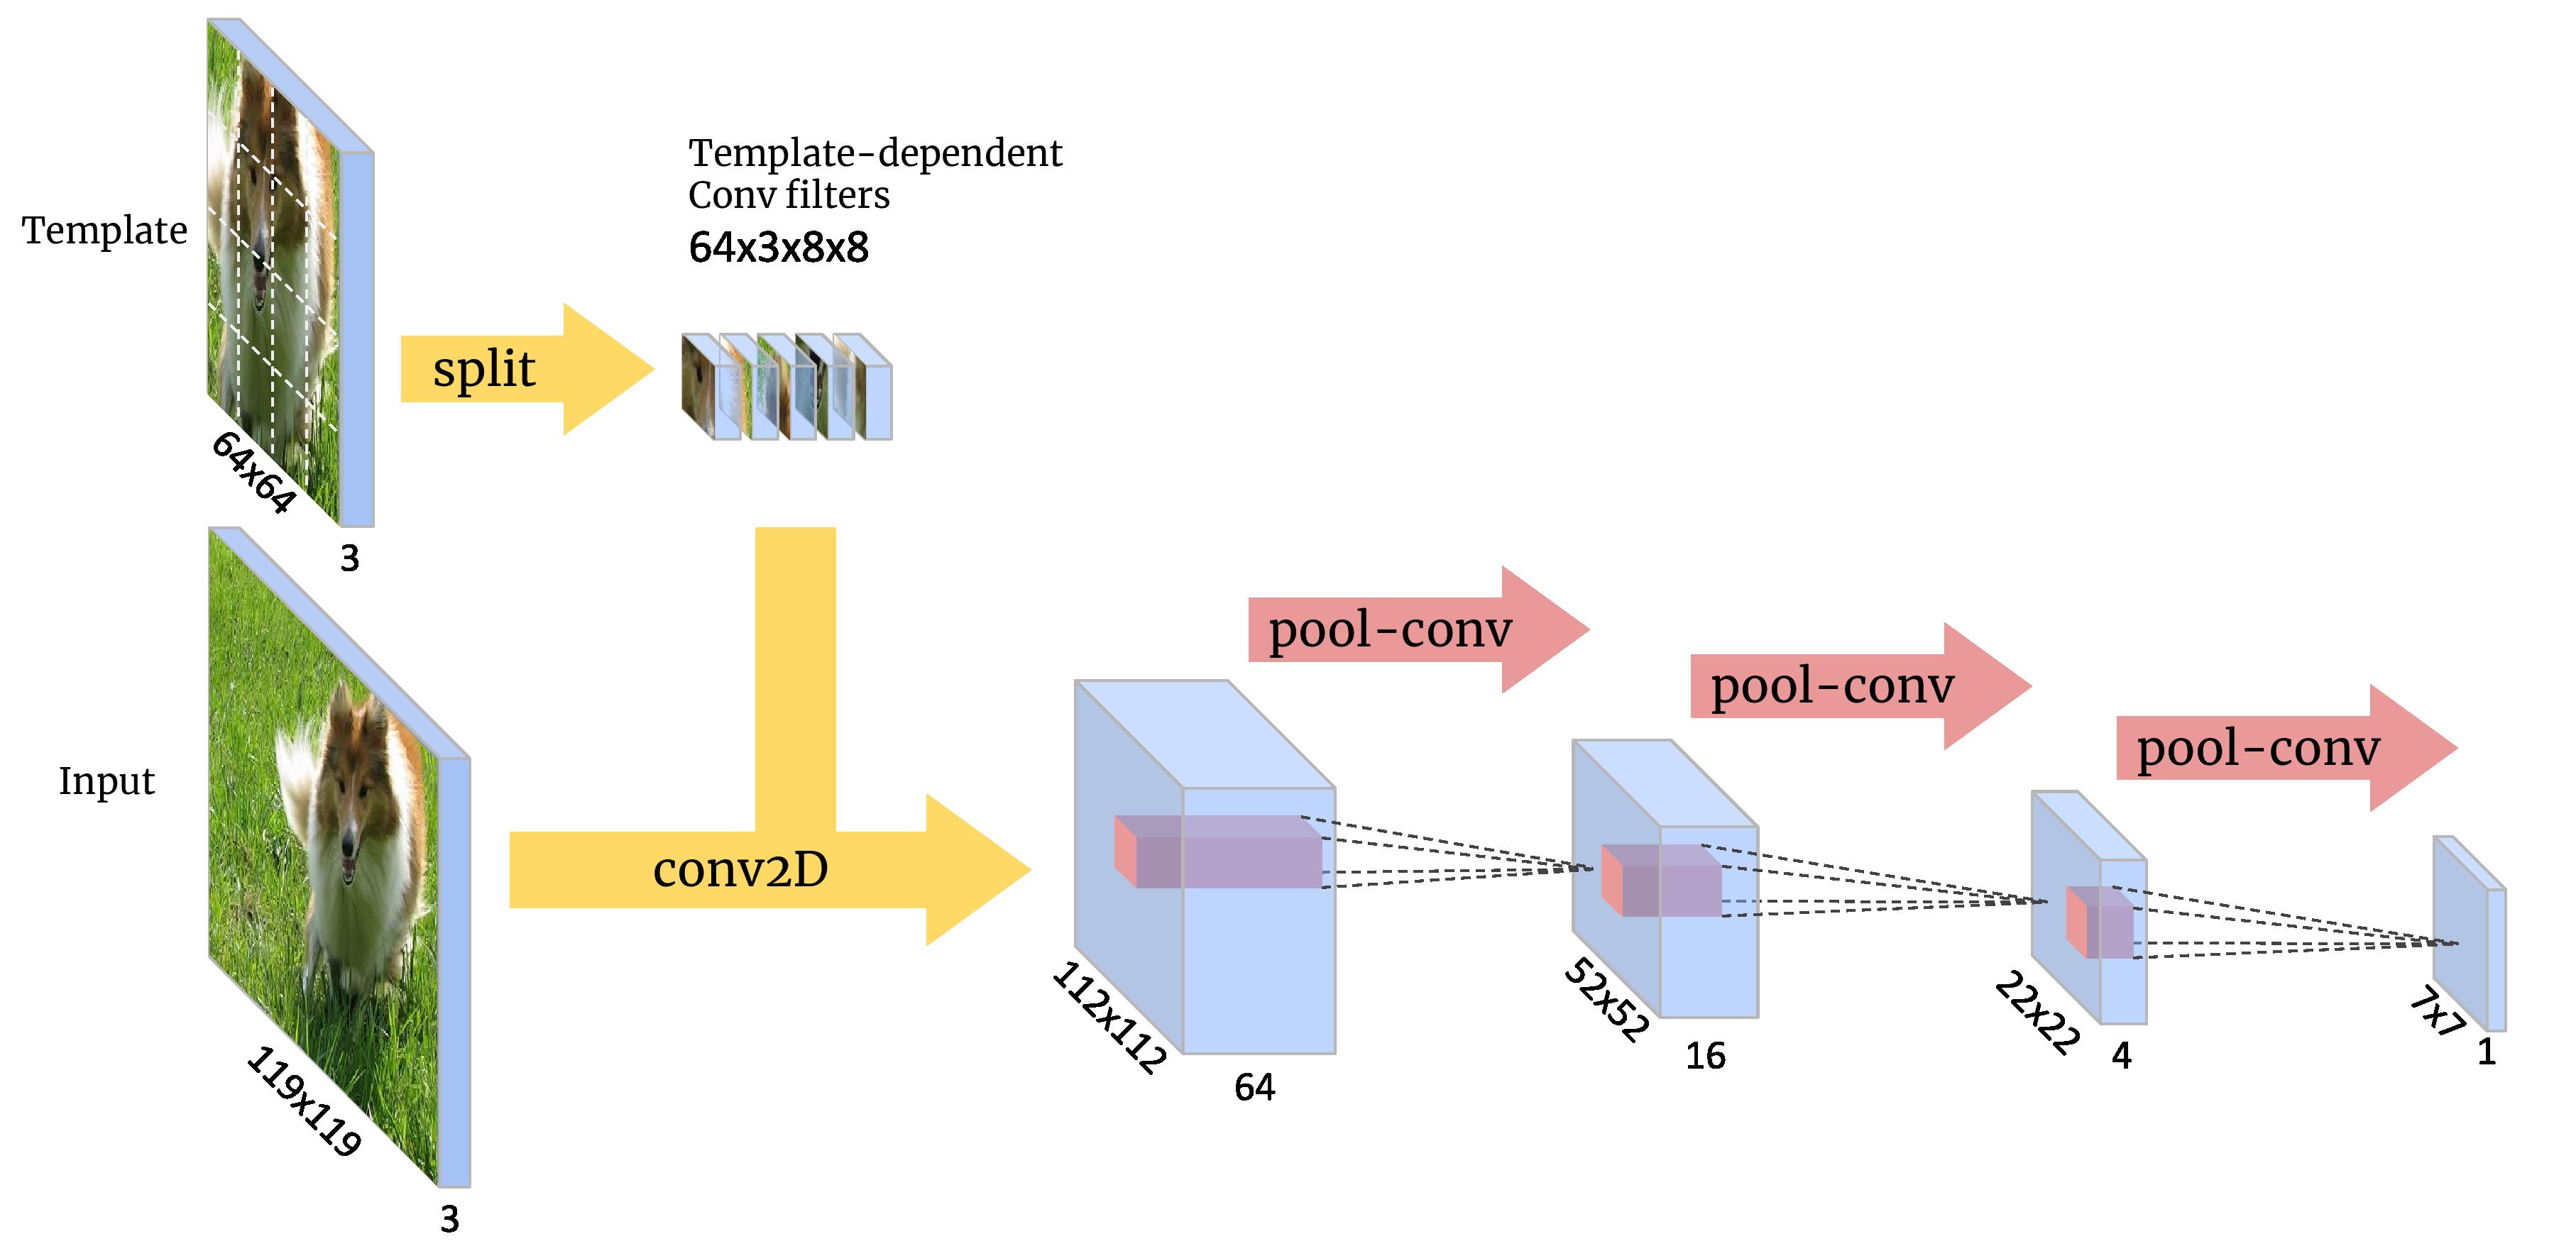 Template
64x64
3
split
Template-dependent
Conv filters
64x3x8x8
Input
119x119
3
conv2D
112x112
64
pool-conv
52x52
16
pool-conv
22x22
4
pool-conv
7x7
1